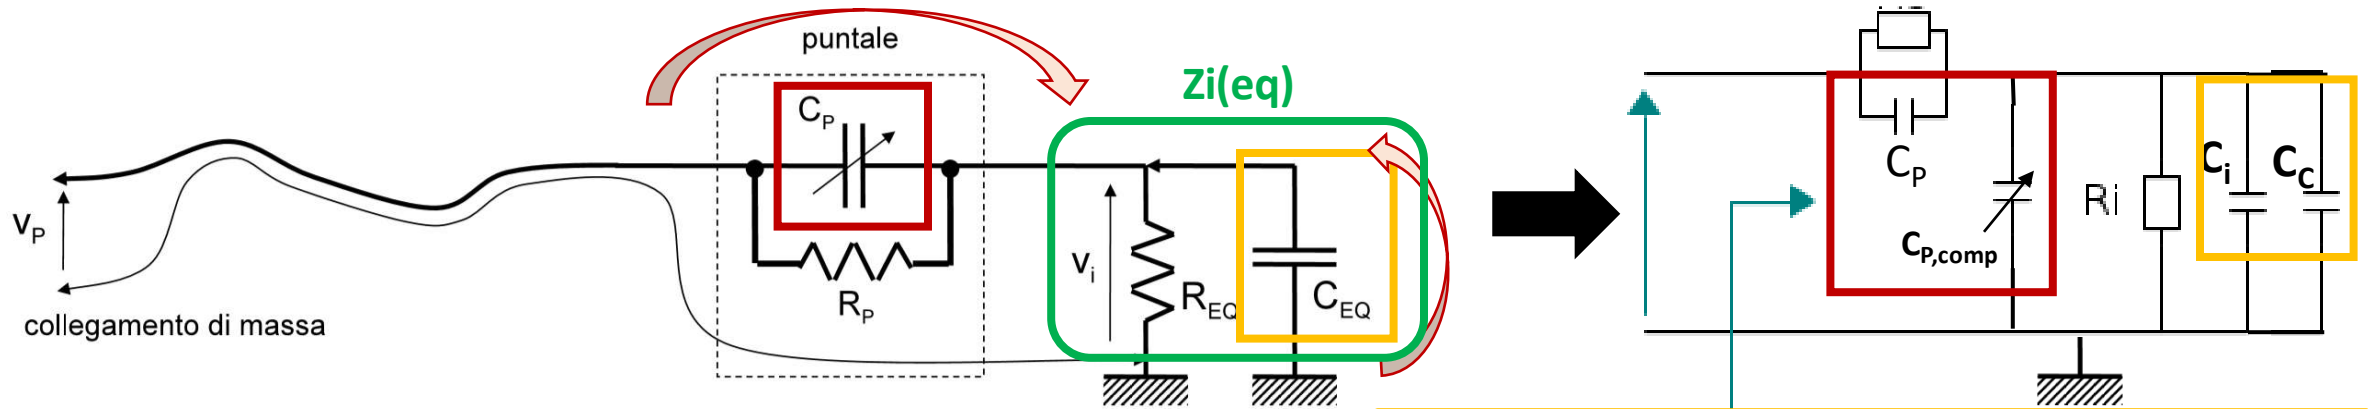 puntale
Zi(eq)
C_P
v_P
v_i
R_EQ
C_EQ
R_P
collegamento di massa
C_P
C_P,comp
Ri
C_i
C_C